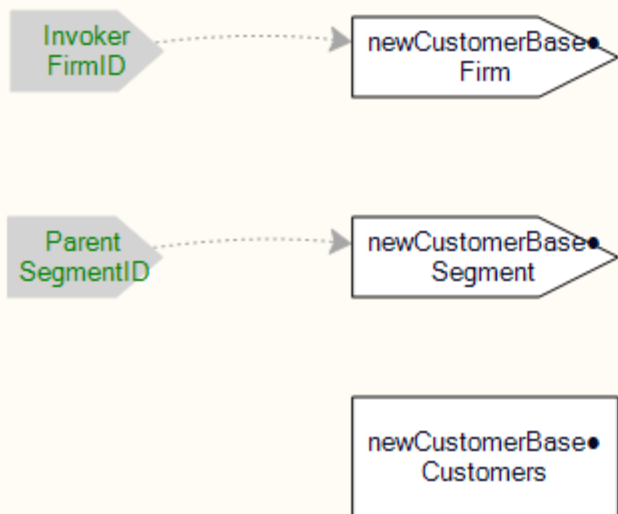 Invoker
FirmID
newCustomerBase●
Firm
Parent
SegmentID
newCustomerBase●
Segment
newCustomerBase●
Customers